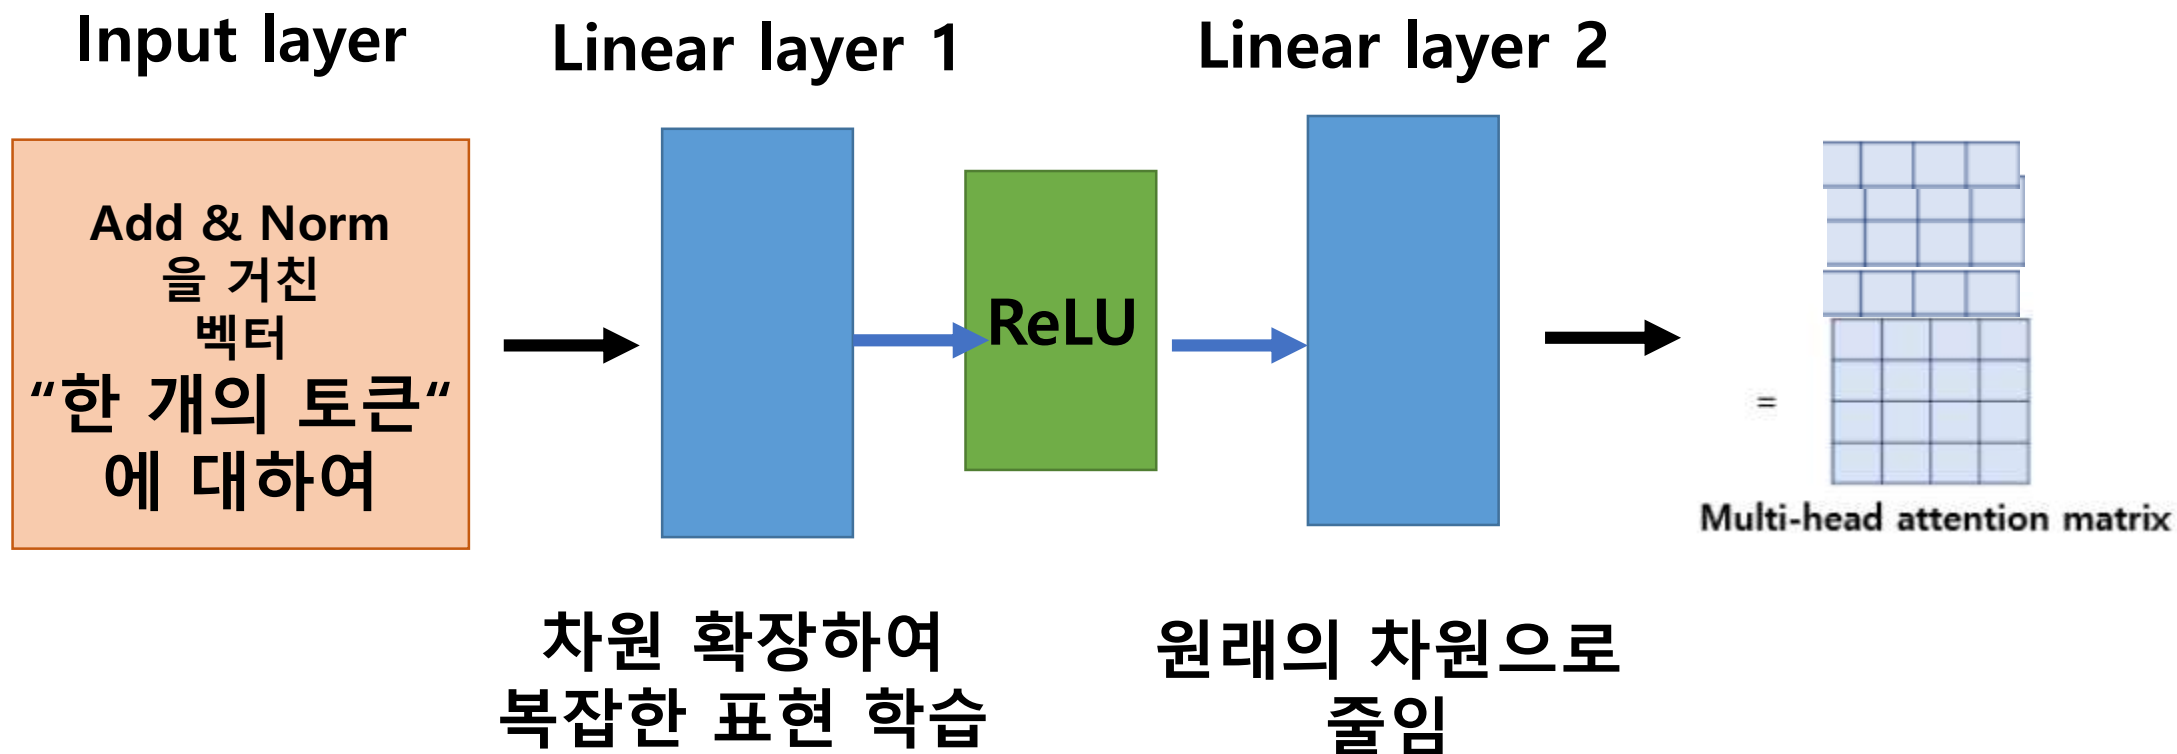 Input layer
Linear layer 1
Linear layer 2
Add & Norm
을 거친
벡터
“한 개의 토큰“
에 대하여
ReLU
=
Multi-head attention matrix
차원 확장하여
복잡한 표현 학습
원래의 차원으로
줄임